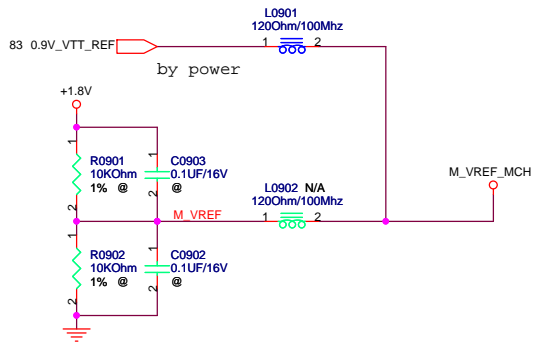 L0901
120Ohm/100Mhz
83 0.9V_VTT_REF
1 2
by power
+1.8V
1
R0901
10KOhm
1% @
2
1
C0903
0.1UF/16V
@
2
M_VREF
L0902 N/A
120Ohm/100Mhz
1 2
M_VREF_MCH
1
R0902
10KOhm
1% @
2
1
C0902
0.1UF/16V
@
2